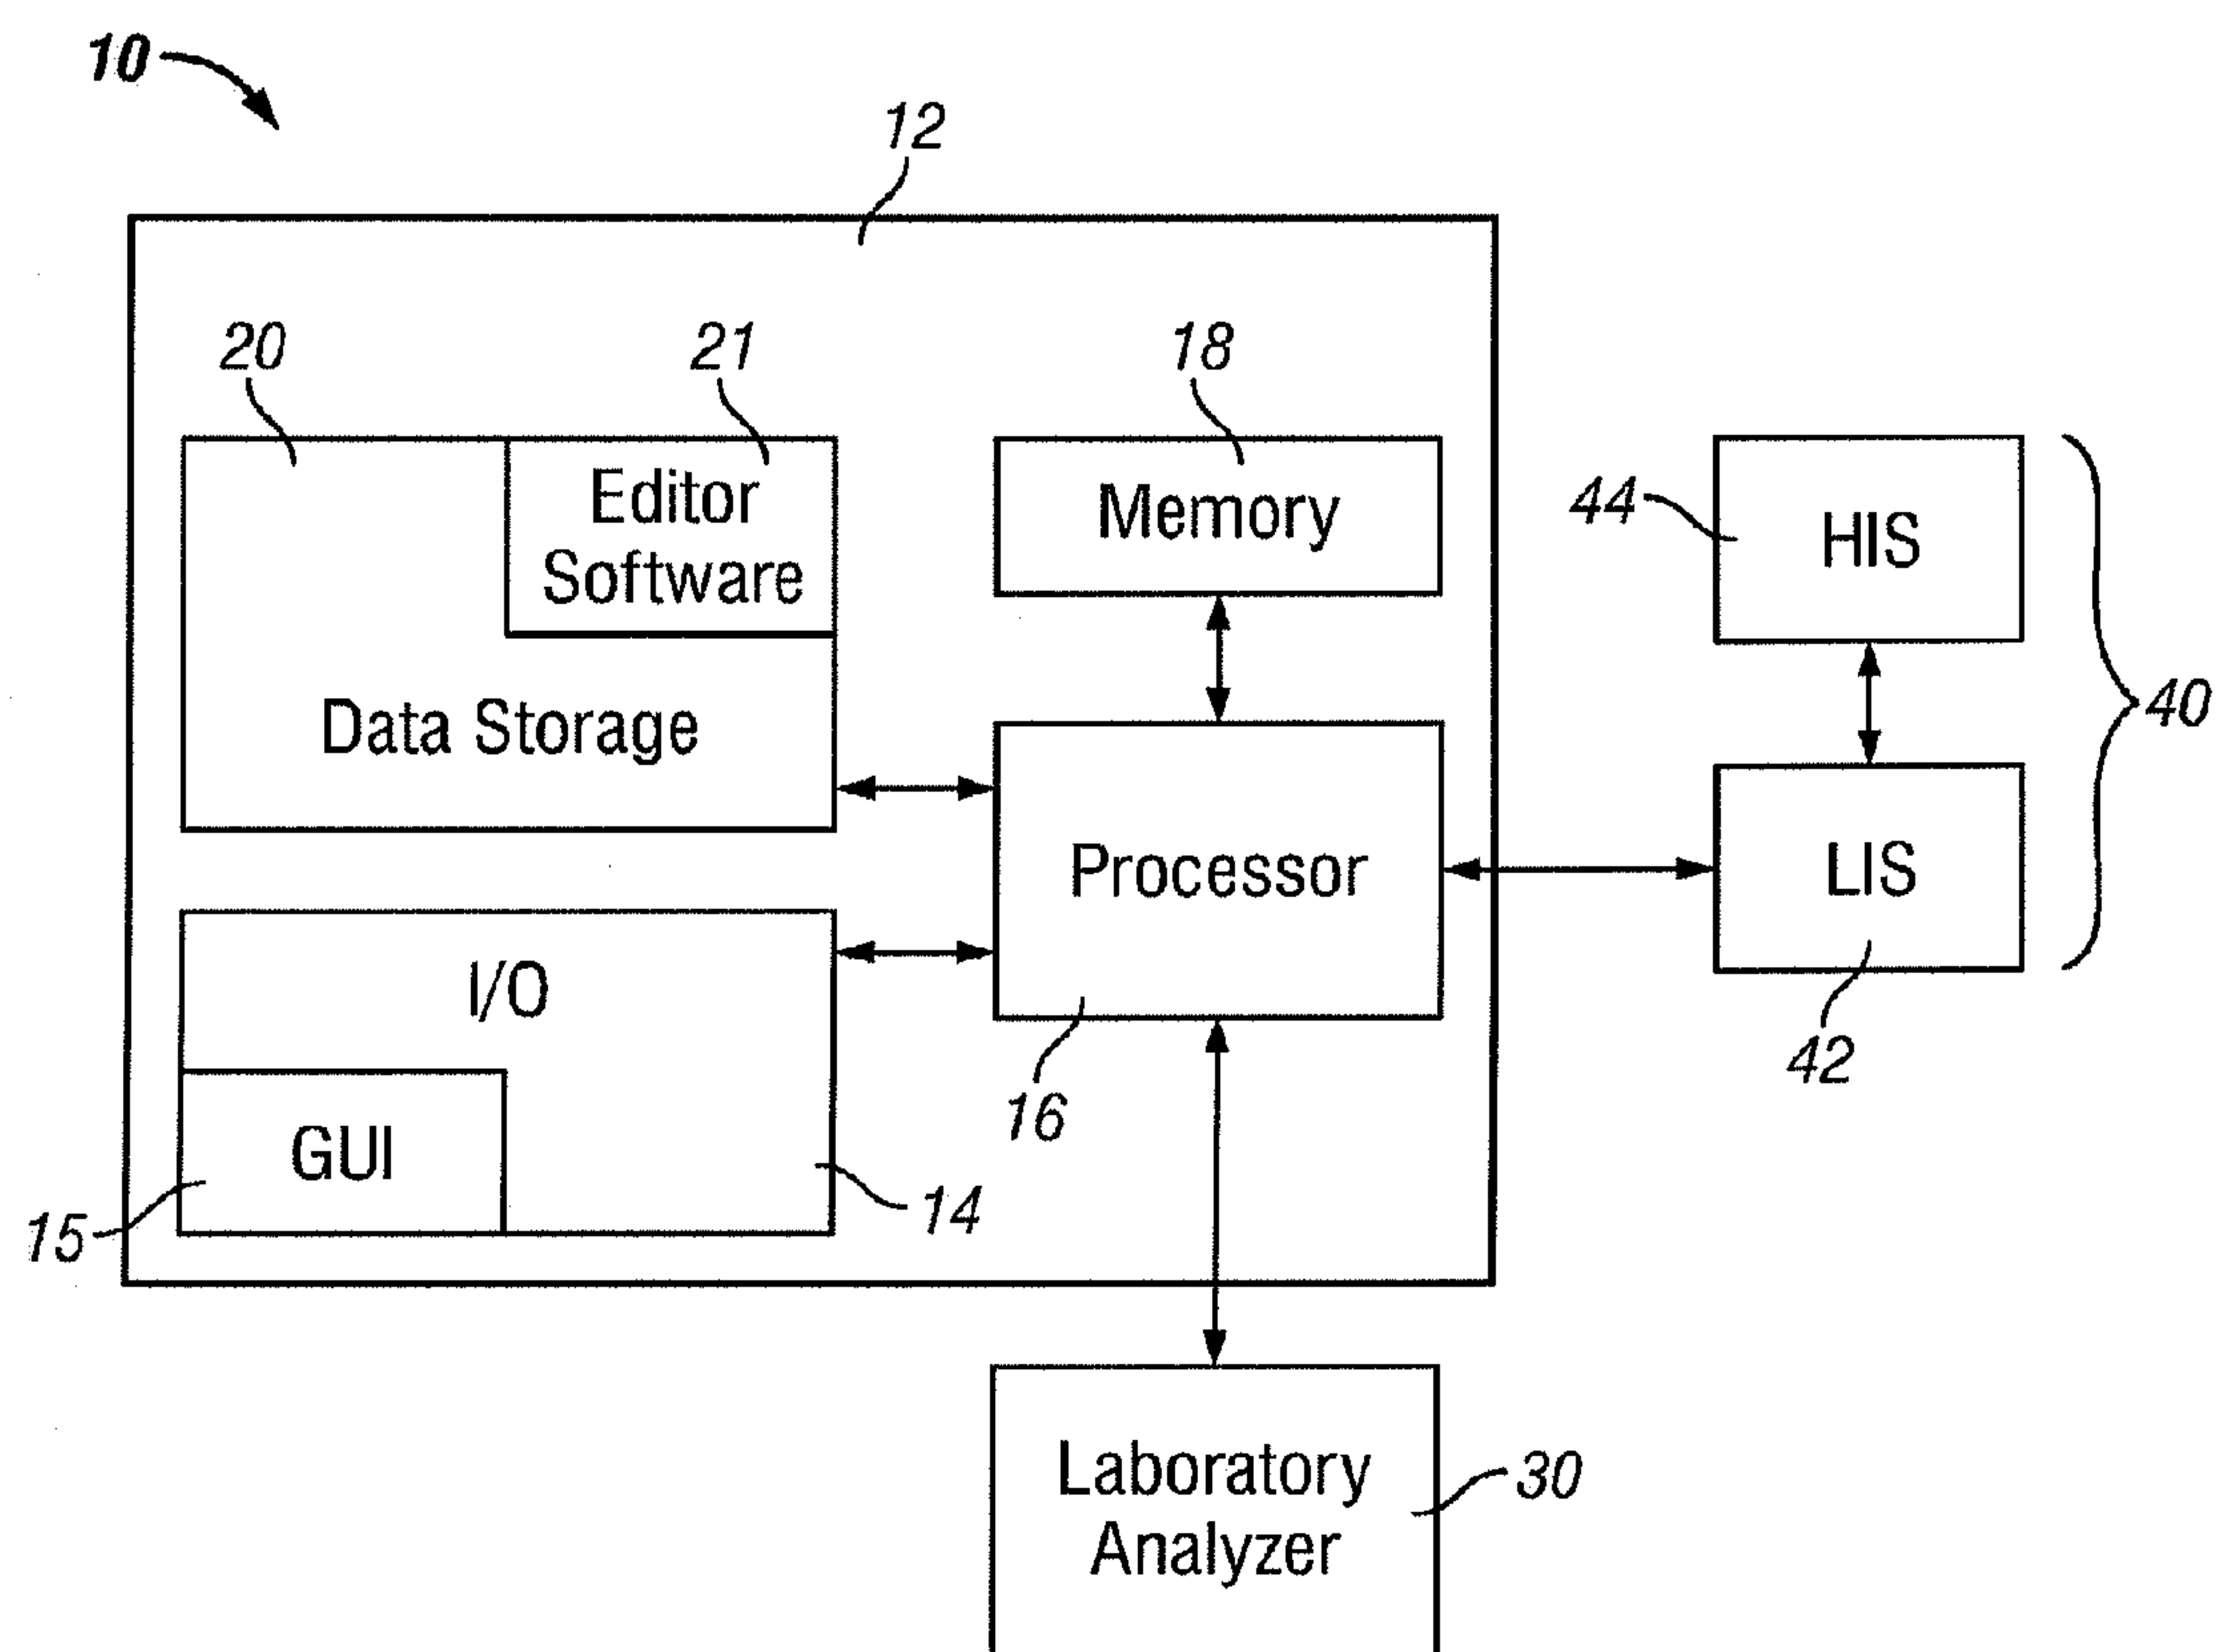 10
12
20
21
18
Editor
Software
Memory
44
HIS
Data Storage
40
Processor
LIS
I/O
16
42
GUI
15
14
Laboratory
Analyzer
30